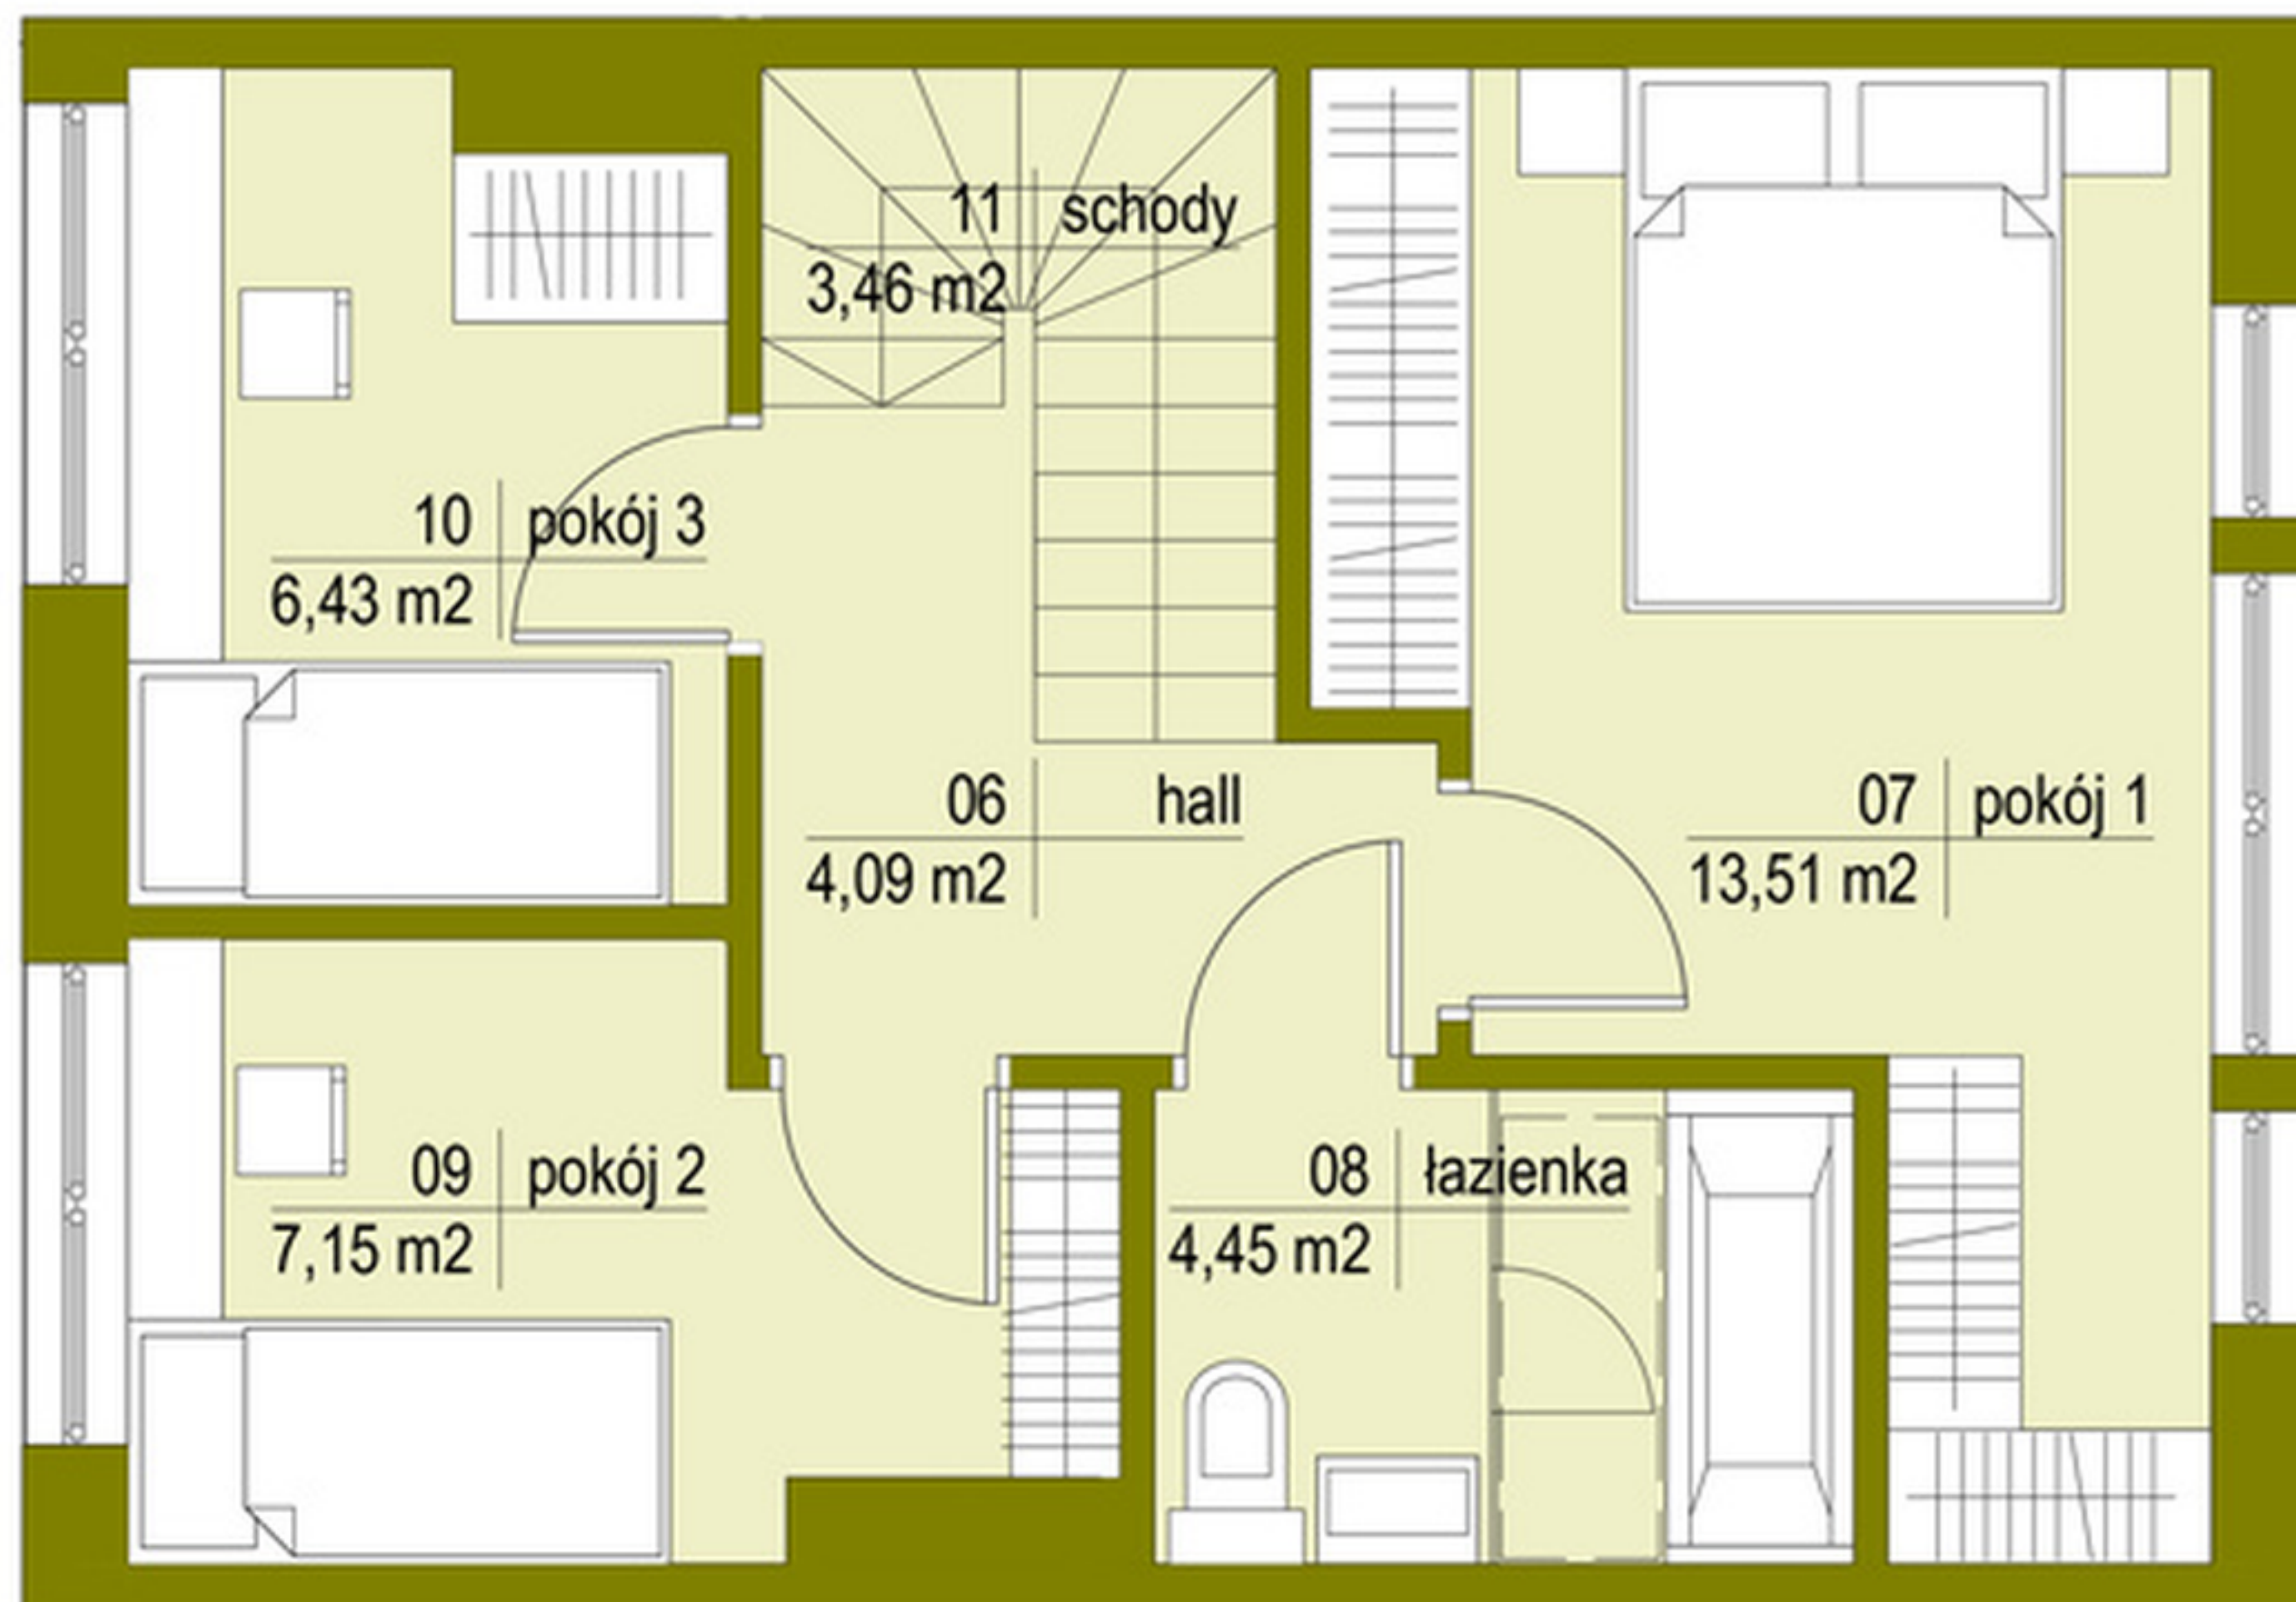 11 schody
3,46 m2
10 pokój 3
6,43 m2
06 hall
4,09 m2
07 pokój 1
13,51 m2
09 pokój 2
7,15 m2
08 łazienka
4,45 m2